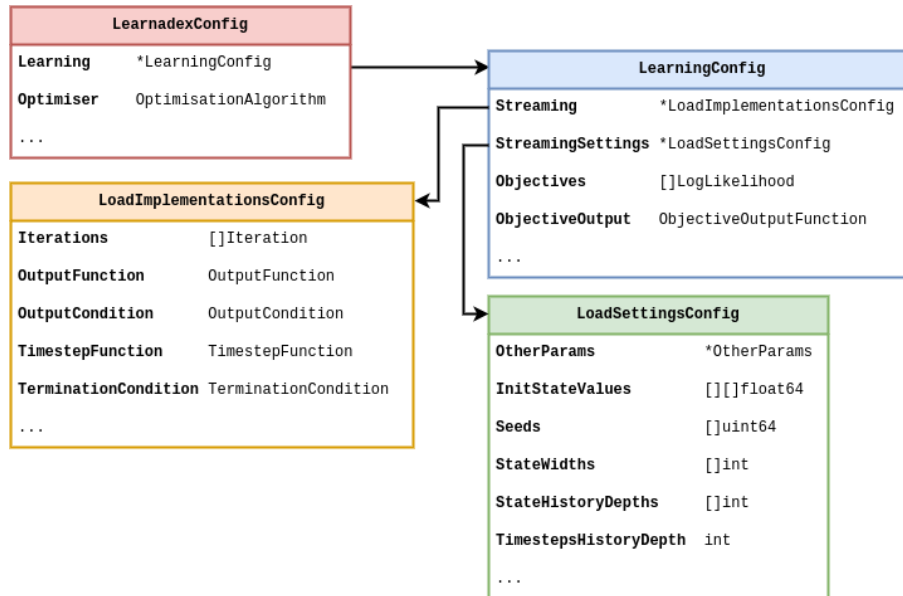 LearnadexConfig
Learning *LearningConfig
Optimiser OptimisationAlgorithm
...
LearningConfig
Streaming *LoadImplementationsConfig
StreamingSettings *LoadSettingsConfig
Objectives []LogLikelihood
ObjectiveOutput ObjectiveOutputFunction
...
LoadImplementationsConfig
Iterations []Iteration
OutputFunction OutputFunction
OutputCondition OutputCondition
TimestepFunction TimestepFunction
TerminationCondition TerminationCondition
...
LoadSettingsConfig
OtherParams *OtherParams
InitStateValues [][]float64
Seeds []uint64
StateWidths []int
StateHistoryDepths []int
TimestepsHistoryDepth int
...